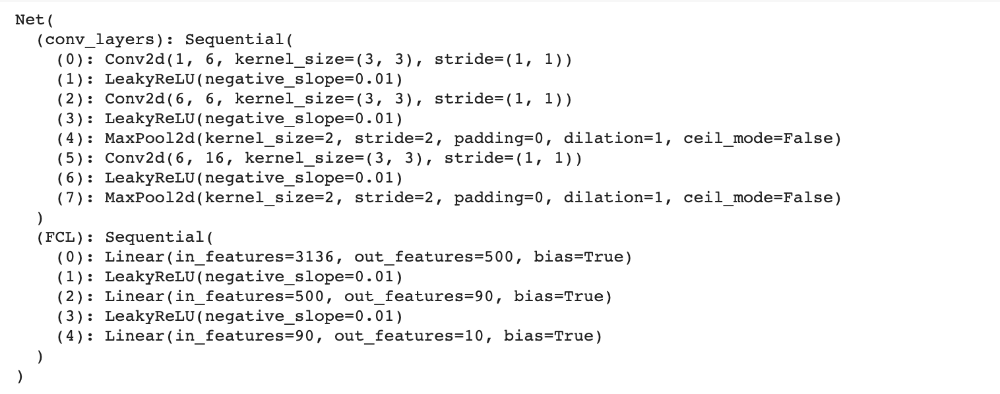 Net(
  (conv_layers): Sequential(
    (0): Conv2d(1, 6, kernel_size=(3, 3), stride=(1, 1))
    (1): LeakyReLU(negative_slope=0.01)
    (2): Conv2d(6, 6, kernel_size=(3, 3), stride=(1, 1))
    (3): LeakyReLU(negative_slope=0.01)
    (4): MaxPool2d(kernel_size=2, stride=2, padding=0, dilation=1, ceil_mode=False)
    (5): Conv2d(6, 16, kernel_size=(3, 3), stride=(1, 1))
    (6): LeakyReLU(negative_slope=0.01)
    (7): MaxPool2d(kernel_size=2, stride=2, padding=0, dilation=1, ceil_mode=False)
  )
  (FCL): Sequential(
    (0): Linear(in_features=3136, out_features=500, bias=True)
    (1): LeakyReLU(negative_slope=0.01)
    (2): Linear(in_features=500, out_features=90, bias=True)
    (3): LeakyReLU(negative_slope=0.01)
    (4): Linear(in_features=90, out_features=10, bias=True)
  )
)